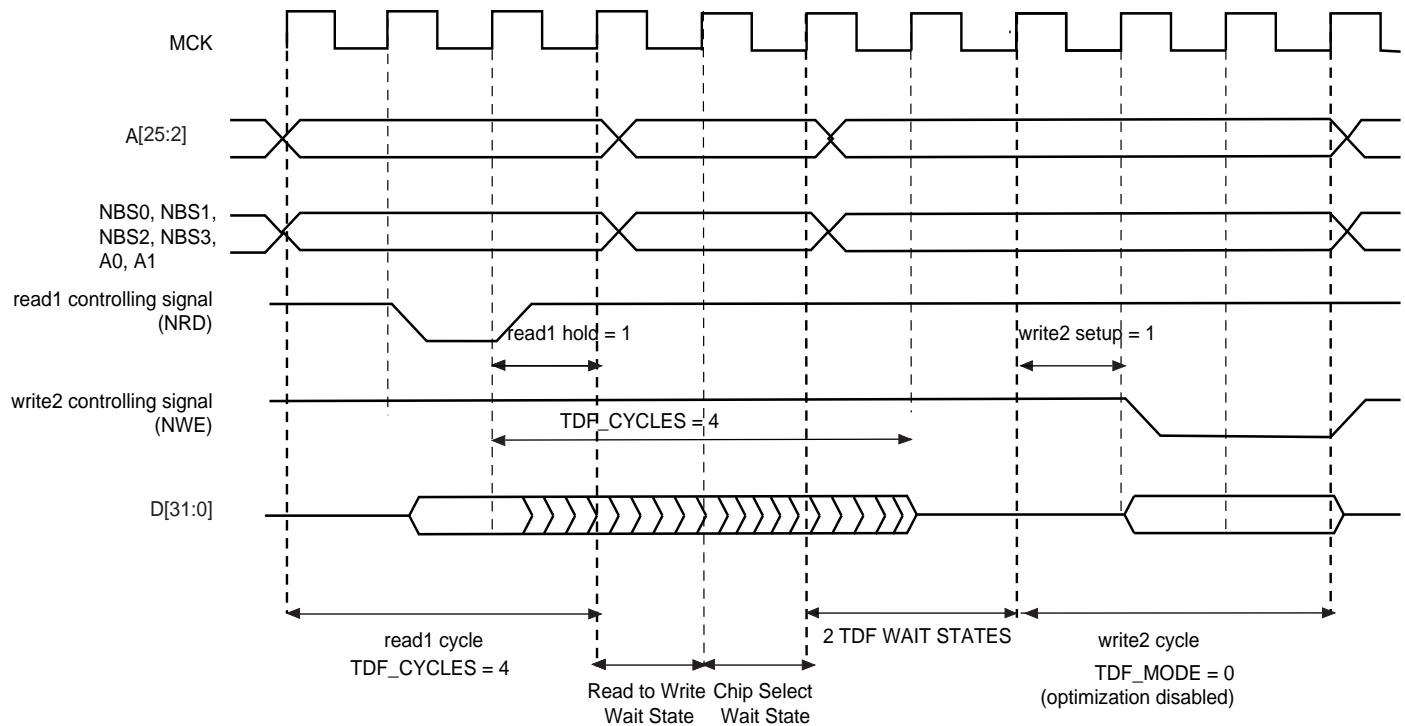 MCK
A[25:2]
NBS0, NBS1,
NBS2, NBS3,
A0, A1
read1 controlling signal
(NRD)
read1 hold = 1
write2 setup = 1
write2 controlling signal
(NWE)
TDF_CYCLES = 4
D[31:0]
read1 cycle
TDF_CYCLES = 4
2 TDF WAIT STATES
write2 cycle
TDF_MODE = 0
(optimization disabled)
Read to Write
Wait State
Chip Select
Wait State